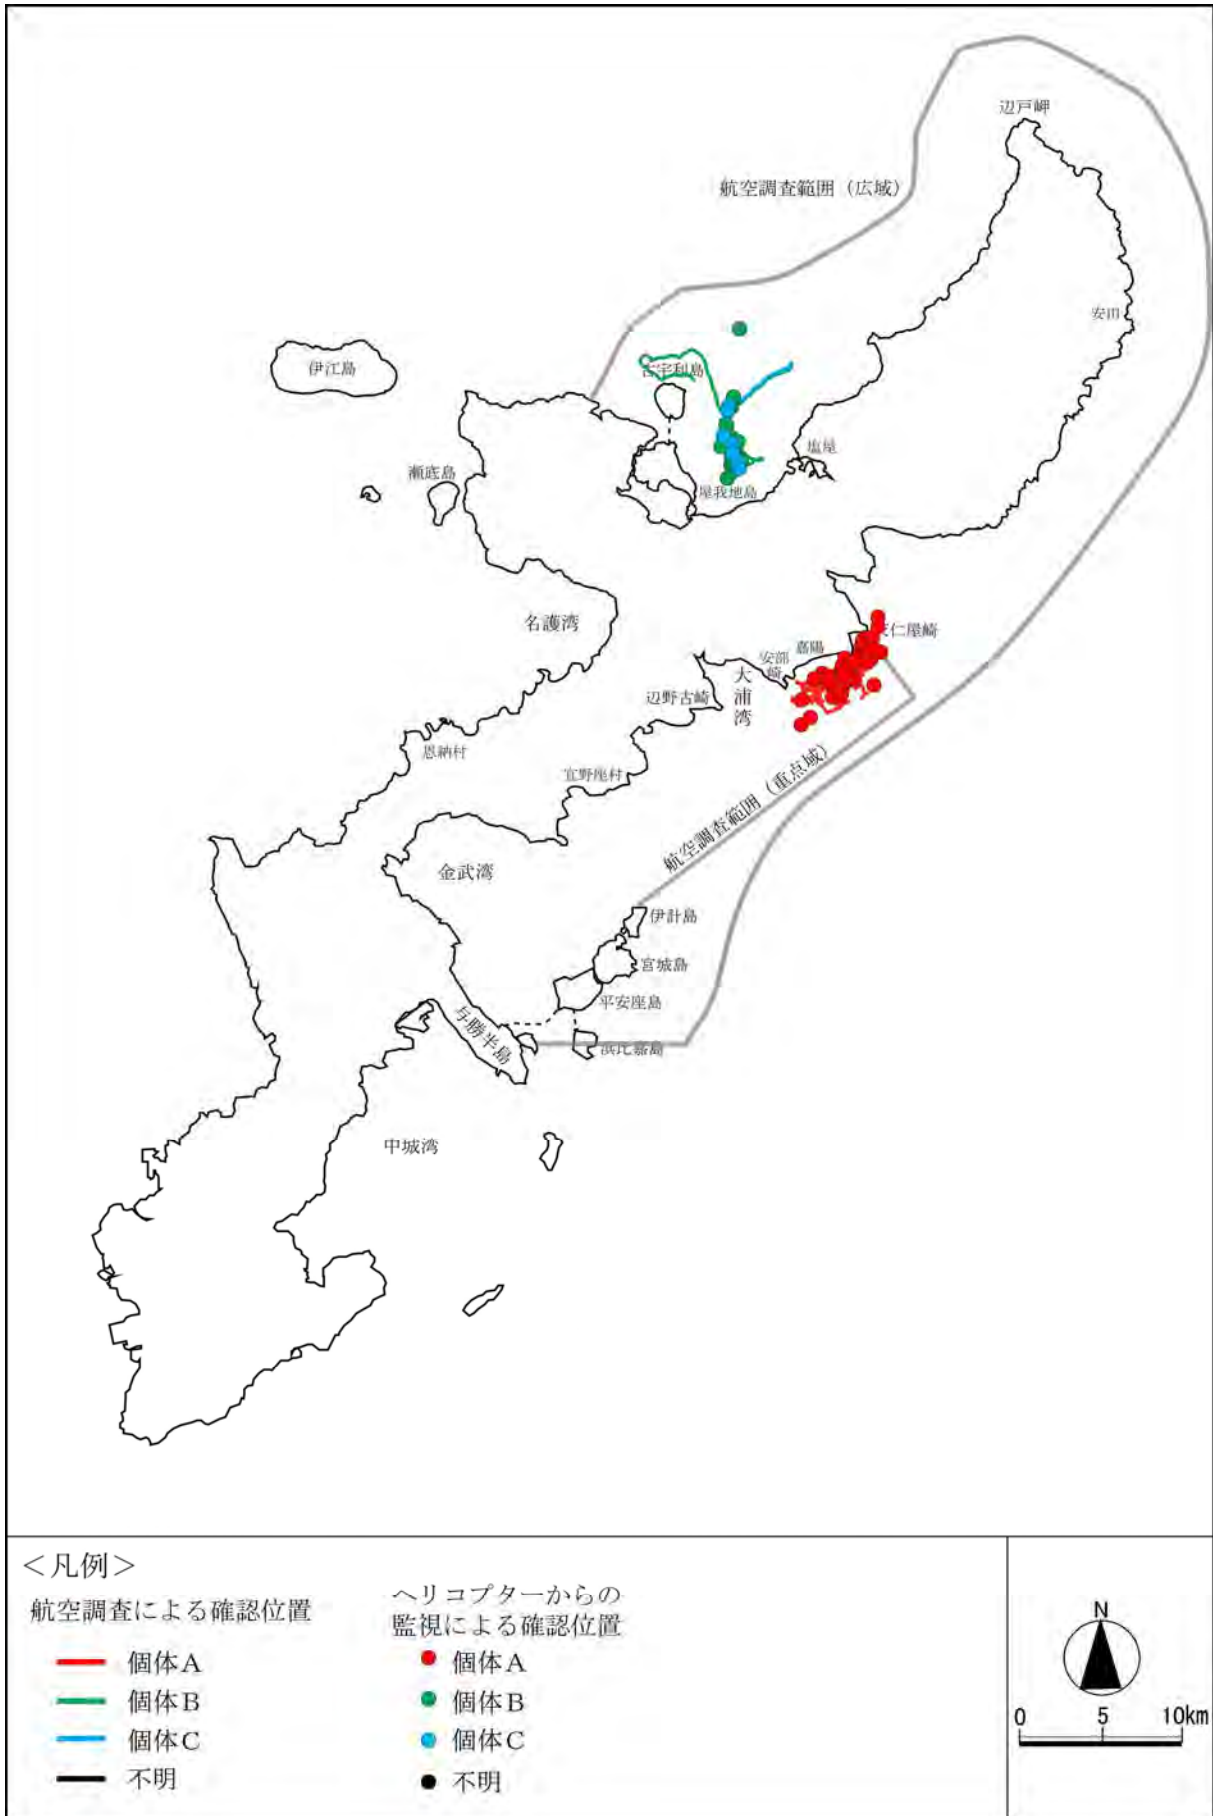 辺戸岬
航空調査範囲（広域）
安田
伊江島
古宇利島
塩屋
瀬底島
屋我地島
名護湾
天仁屋崎
嘉陽
安部崎
大浦湾
辺野古崎
恩納村
宜野座村
航空調査範囲（重点域）
金武湾
伊計島
宮城島
平安座島
与勝半島
浜比嘉島
中城湾
＜凡例＞
航空調査による確認位置
個体A
個体B
個体C
不明
ヘリコプターからの
監視による確認位置
個体A
個体B
個体C
不明
N
0 5 10km